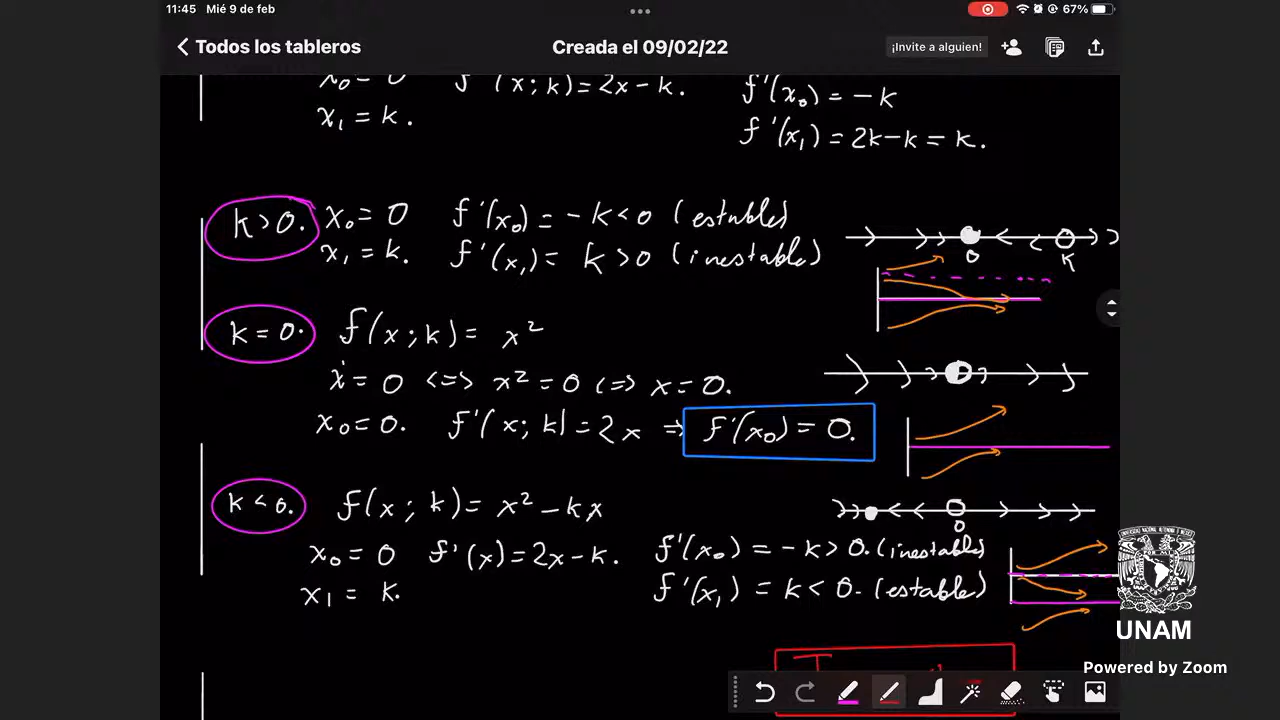 11:45 Mié 9 de feb
67%
Todos los tableros
Creada el 09/02/22
¡Invite a alguien!
x₀ = 0 f'(x; k) = 2x - k. f'(x₀) = -k
x₁ = k. f'(x₁) = 2k - k = k.
k > 0. x₀ = 0 f'(x₀) = -k < 0 (estable)
x₁ = k. f'(x₁) = k > 0 (inestable)
0 k
k = 0. f(x; k) = x²
ẋ = 0 <=> x² = 0 <=> x = 0.
x₀ = 0. f'(x; k) = 2x => f'(x₀) = 0.
k < 0. f(x; k) = x² - kx
0
x₀ = 0 f'(x) = 2x - k. f'(x₀) = -k > 0. (inestable)
x₁ = k. f'(x₁) = k < 0. (estable)
UNAM
Powered by Zoom